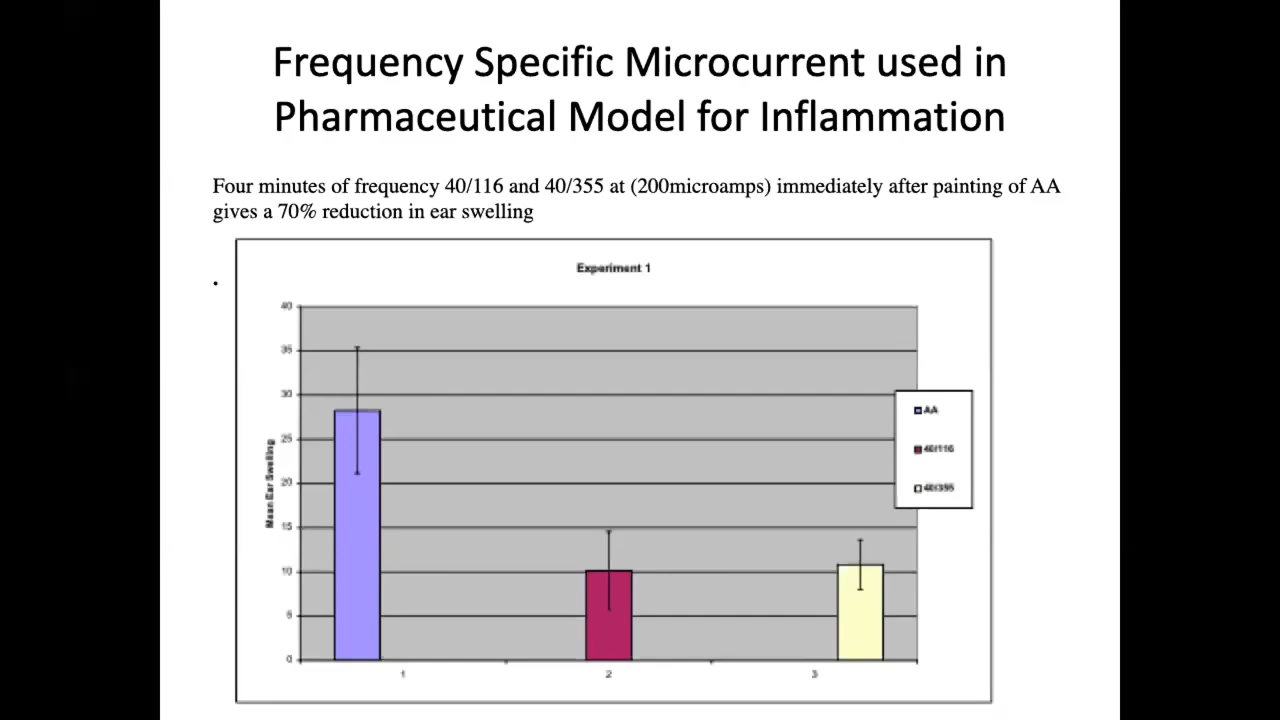 Frequency Specific Microcurrent used in
Pharmaceutical Model for Inflammation
Four minutes of frequency 40/116 and 40/355 at (200microamps) immediately after painting of AA
gives a 70% reduction in ear swelling
Experiment 1
40
35
30
25
20
15
10
5
0
Mean Ear Swelling
1
2
3
AA
40/116
40/355